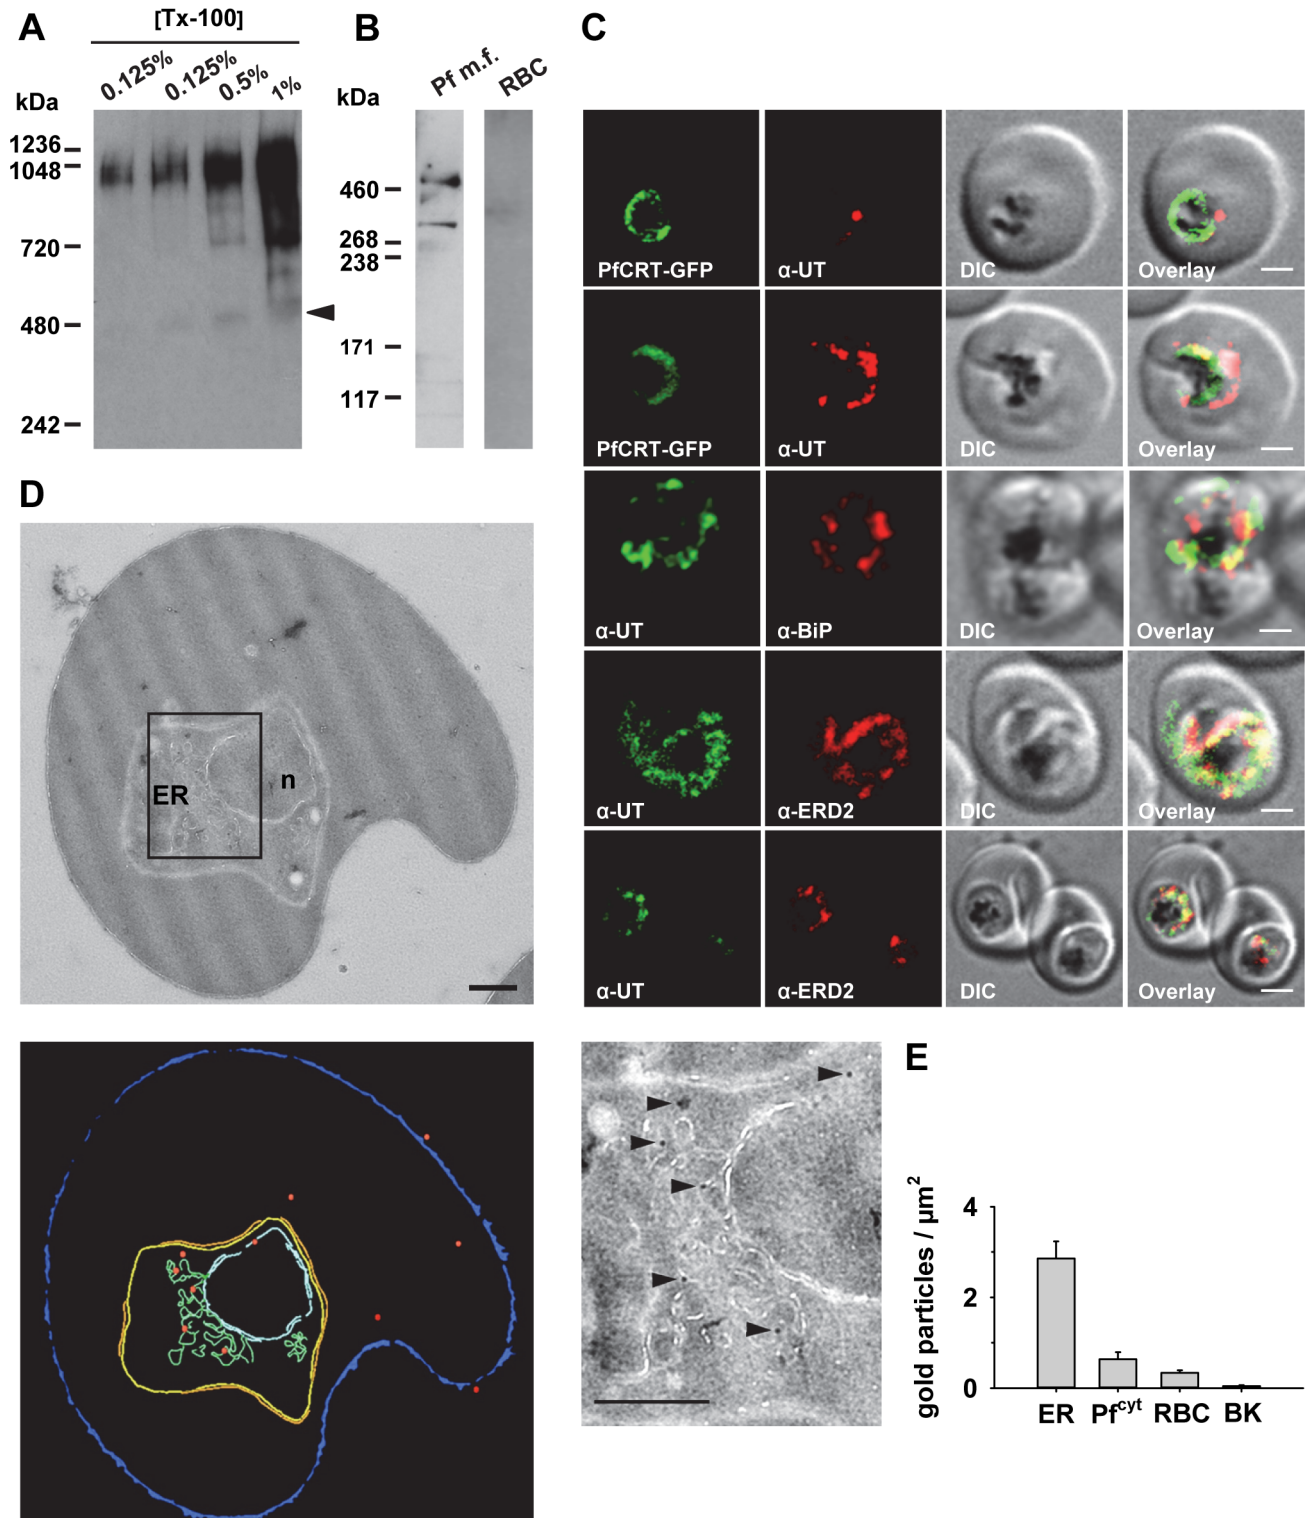 A
[Tx-100]
0.125% 0.125% 0.5% 1%
kDa
1236
1048
720
480
242
B
Pf m.f. RBC
kDa
460
268
238
171
117
C
PfCRT-GFP α-UT DIC Overlay
PfCRT-GFP α-UT DIC Overlay
α-UT α-BiP DIC Overlay
α-UT α-ERD2 DIC Overlay
α-UT α-ERD2 DIC Overlay
D
ER n
E
gold particles / µm²
4
2
0
ER Pfcyt RBC BK